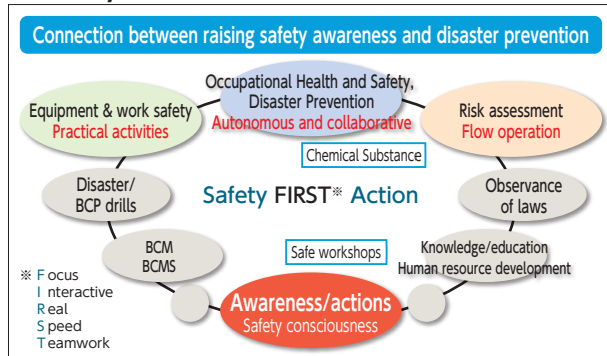 Connection between raising safety awareness and disaster prevention
Occupational Health and Safety,
Disaster Prevention
Autonomous and collaborative
Equipment & work safety
Practical activities
Risk assessment
Flow operation
Chemical Substance
Disaster/
BCP drills
Safety FIRST※ Action
Observance
of laws
BCM
BCMS
Safe workshops
Knowledge/education
Human resource development
Awareness/actions
Safety consciousness
※ Focus
Interactive
Real
Speed
Teamwork